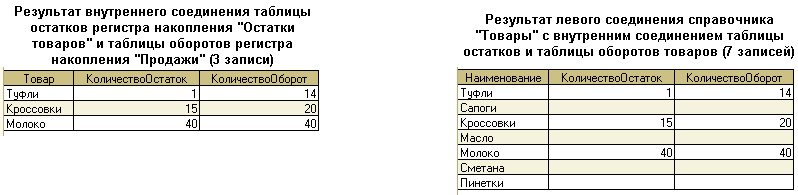 Результат внутреннего соединения таблицы
остатков регистра накопления "Остатки
товаров" и таблицы оборотов регистра
накопления "Продажи" (3 записи)
Товар КоличествоОстаток КоличествоОборот
Туфли 1 14
Кроссовки 15 20
Молоко 40 40
Результат левого соединения справочника
"Товары" с внутренним соединением таблицы
остатков и таблицы оборотов товаров (7 записей)
Наименование КоличествоОстаток КоличествоОборот
Туфли 1 14
Сапоги
Кроссовки 15 20
Масло
Молоко 40 40
Сметана
Пинетки